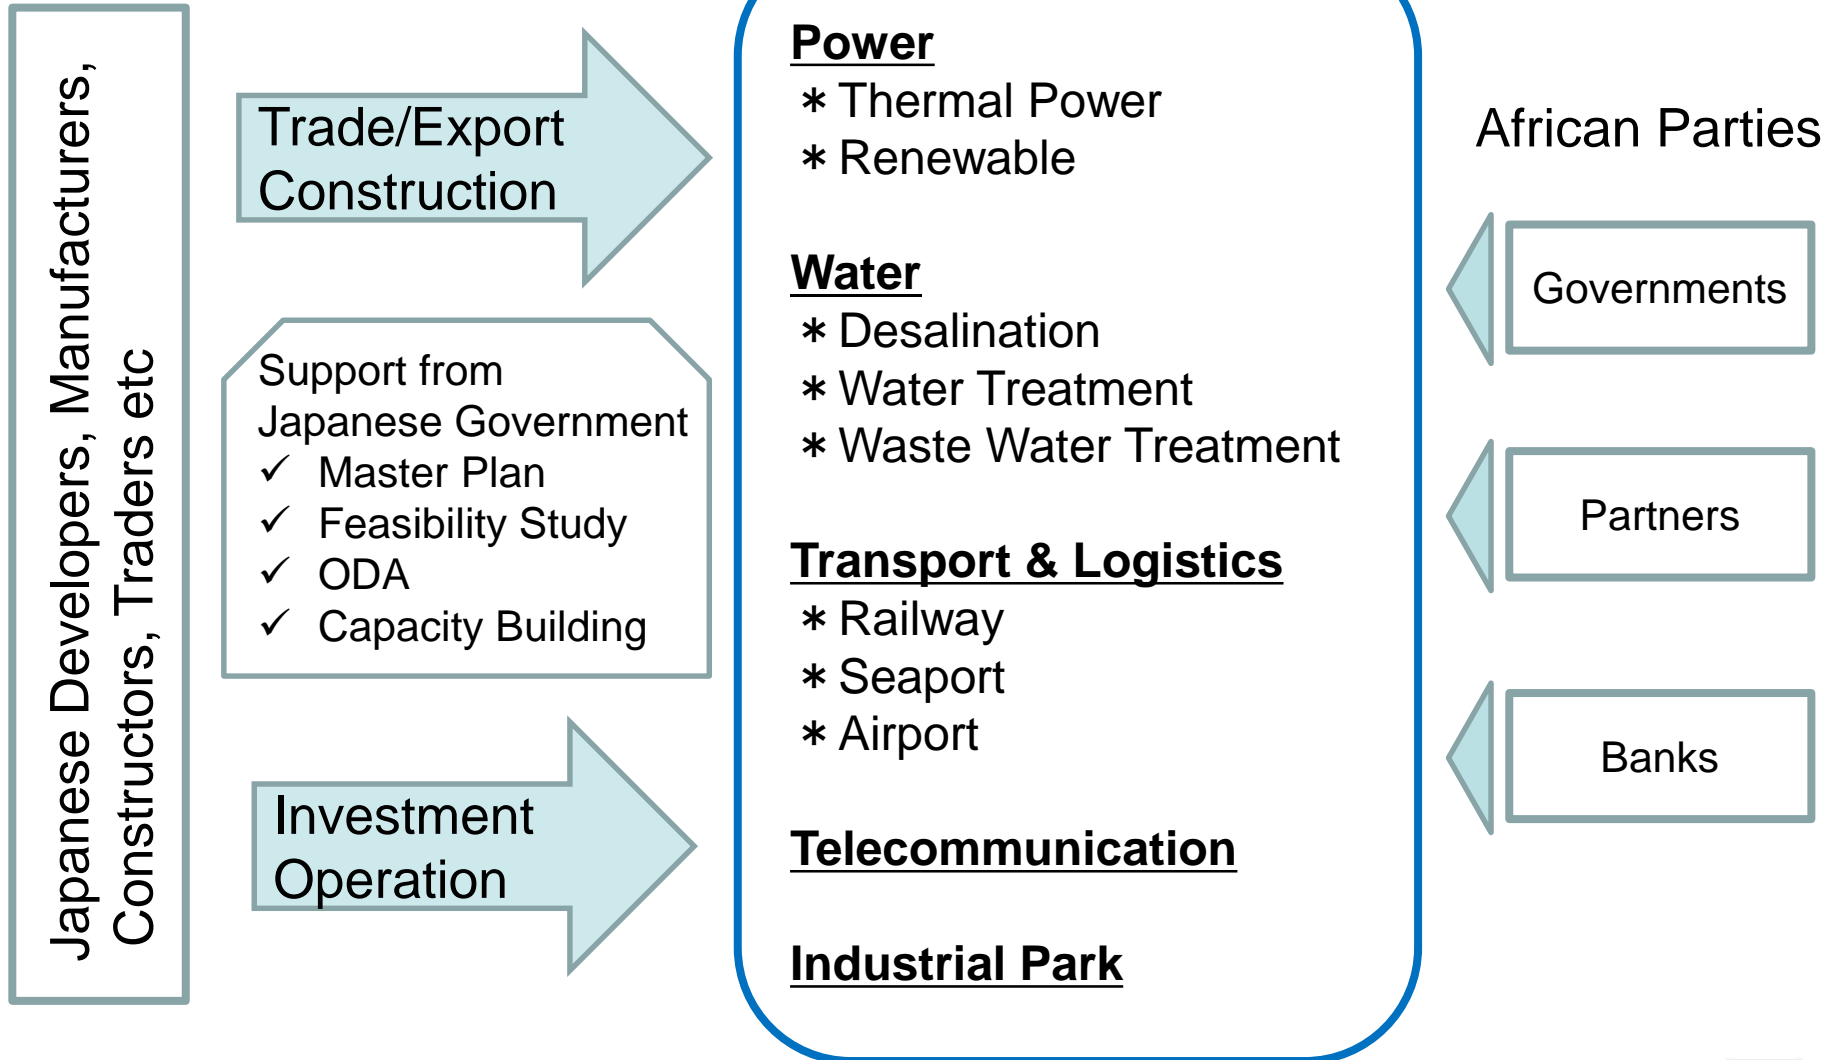 Japanese Developers, Manufacturers,
Constructors, Traders etc
Trade/Export
Construction
Support from
Japanese Government
✓ Master Plan
✓ Feasibility Study
✓ ODA
✓ Capacity Building
Investment
Operation
Power
* Thermal Power
* Renewable
Water
* Desalination
* Water Treatment
* Waste Water Treatment
Transport & Logistics
* Railway
* Seaport
* Airport
Telecommunication
Industrial Park
African Parties
Governments
Partners
Banks